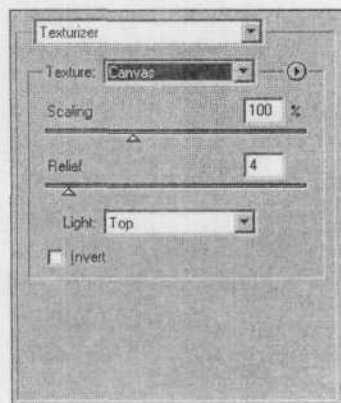 Texturizer
Texture: Canvas
Scaling 100 %
Relief 4
Light: Top
Invert